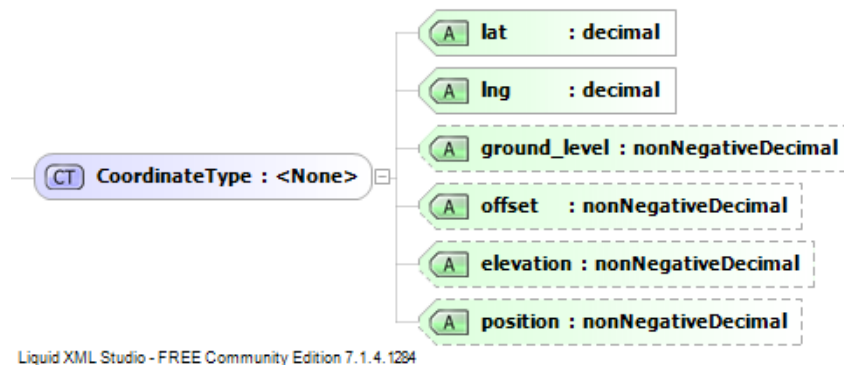 A lat : decimal
A lng : decimal
A ground_level : nonNegativeDecimal
CT CoordinateType : <None>
A offset : nonNegativeDecimal
A elevation : nonNegativeDecimal
A position : nonNegativeDecimal
Liquid XML Studio - FREE Community Edition 7.1.4.1284